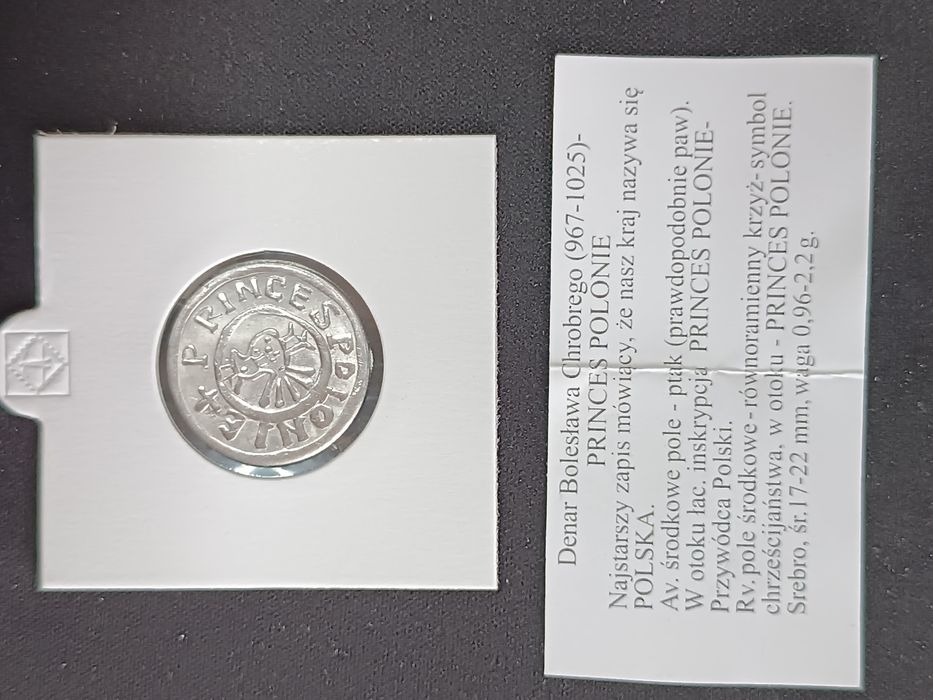 + PRINCES POLONIE
Denar Bolesława Chrobrego (967-1025)-
PRINCES POLONIE
Najstarszy zapis mówiący, że nasz kraj nazywa się
POLSKA.
Av. środkowe pole - ptak (prawdopodobnie paw).
W otoku łac. inskrypcja PRINCES POLONIE-
Przywódca Polski.
Rv. pole środkowe - równoramienny krzyż- symbol
chrześcijaństwa, w otoku - PRINCES POLONIE.
Srebro, śr.17-22 mm, waga 0,96-2,2 g.